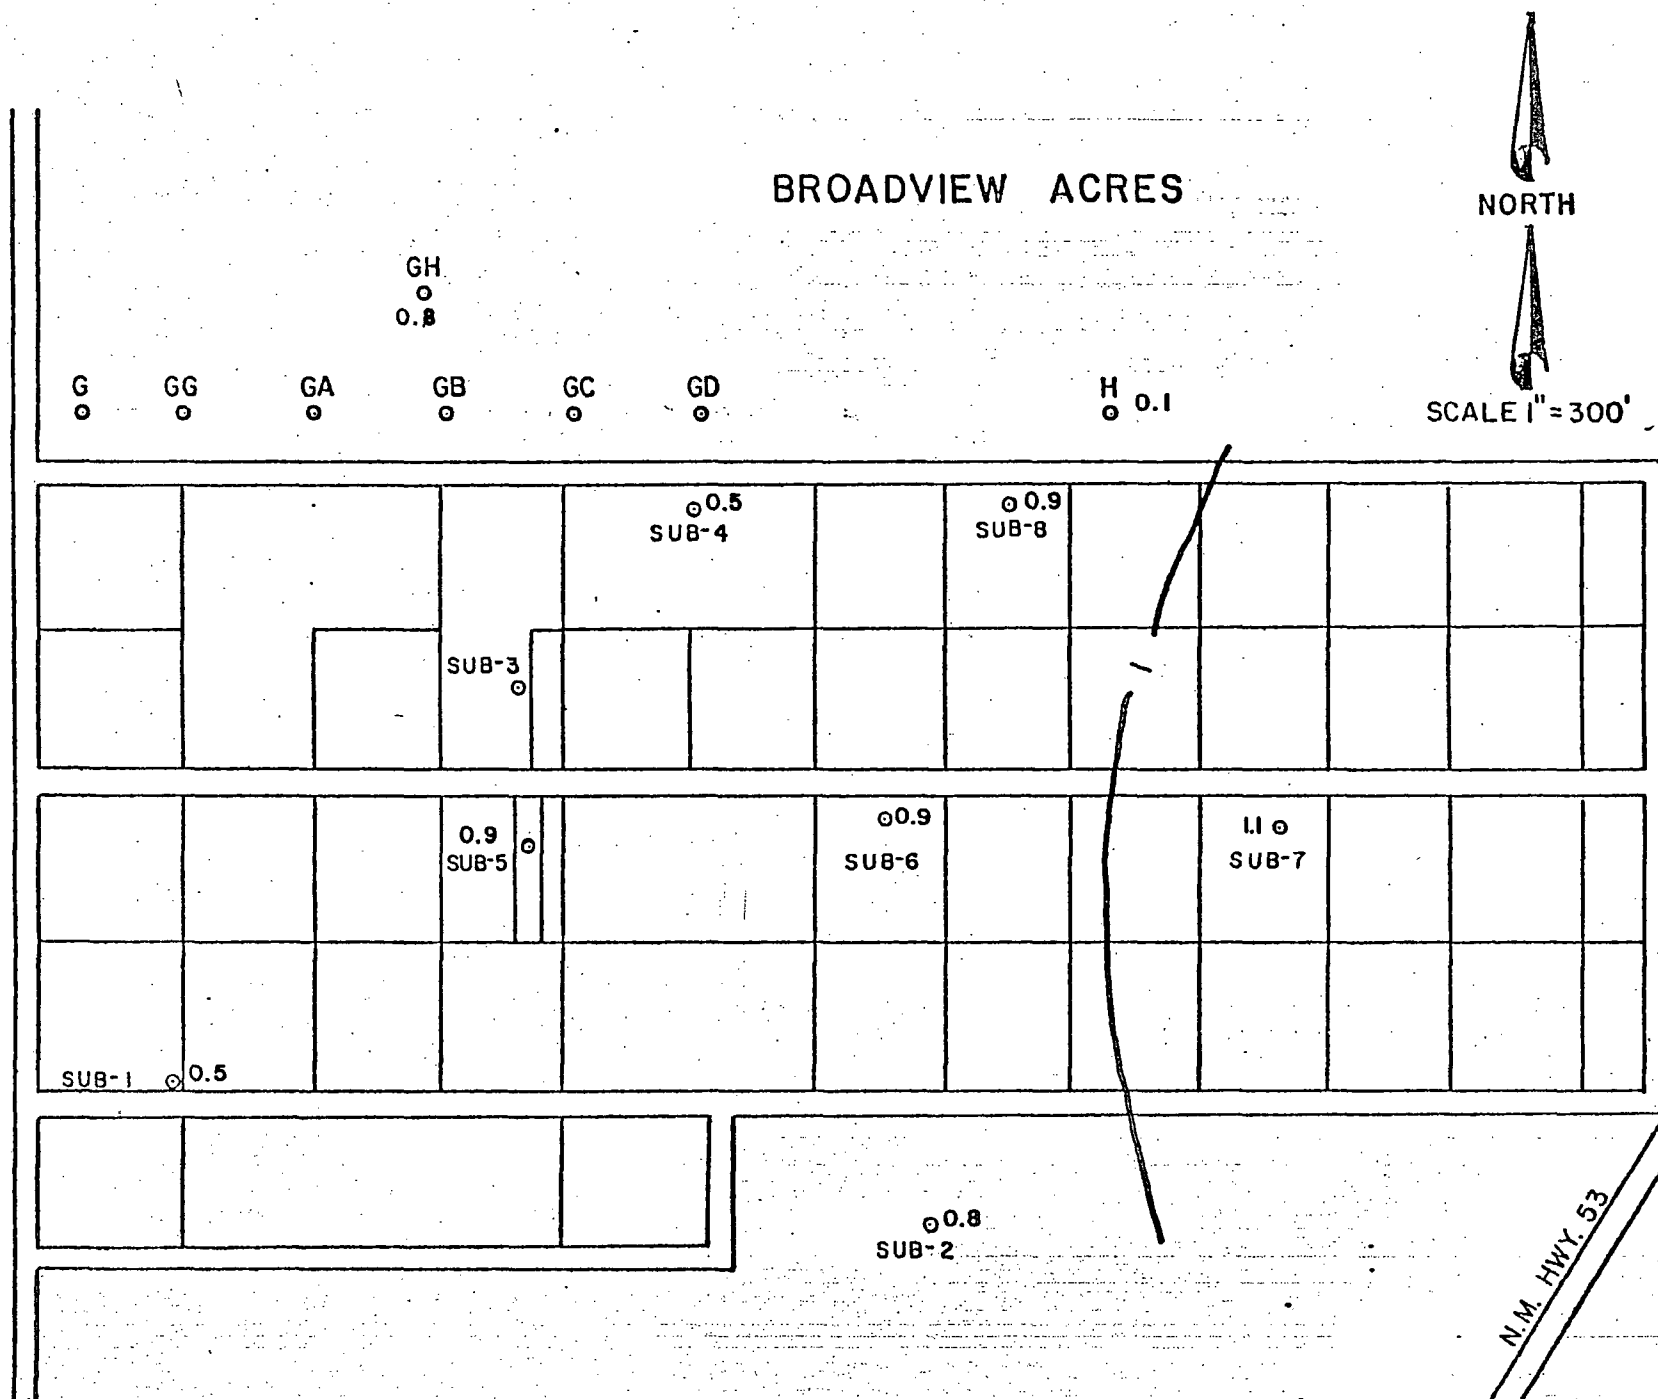 BROADVIEW ACRES
NORTH
GH
0.8
G GG GA GB GC GD H 0.1
SCALE 1"=300'
0.5
SUB-4
0.9
SUB-8
SUB-3
1
0.9
SUB-5
0.9
SUB-6
1.1
SUB-7
SUB-1 0.5
0.8
SUB-2
N.M. HWY. 53